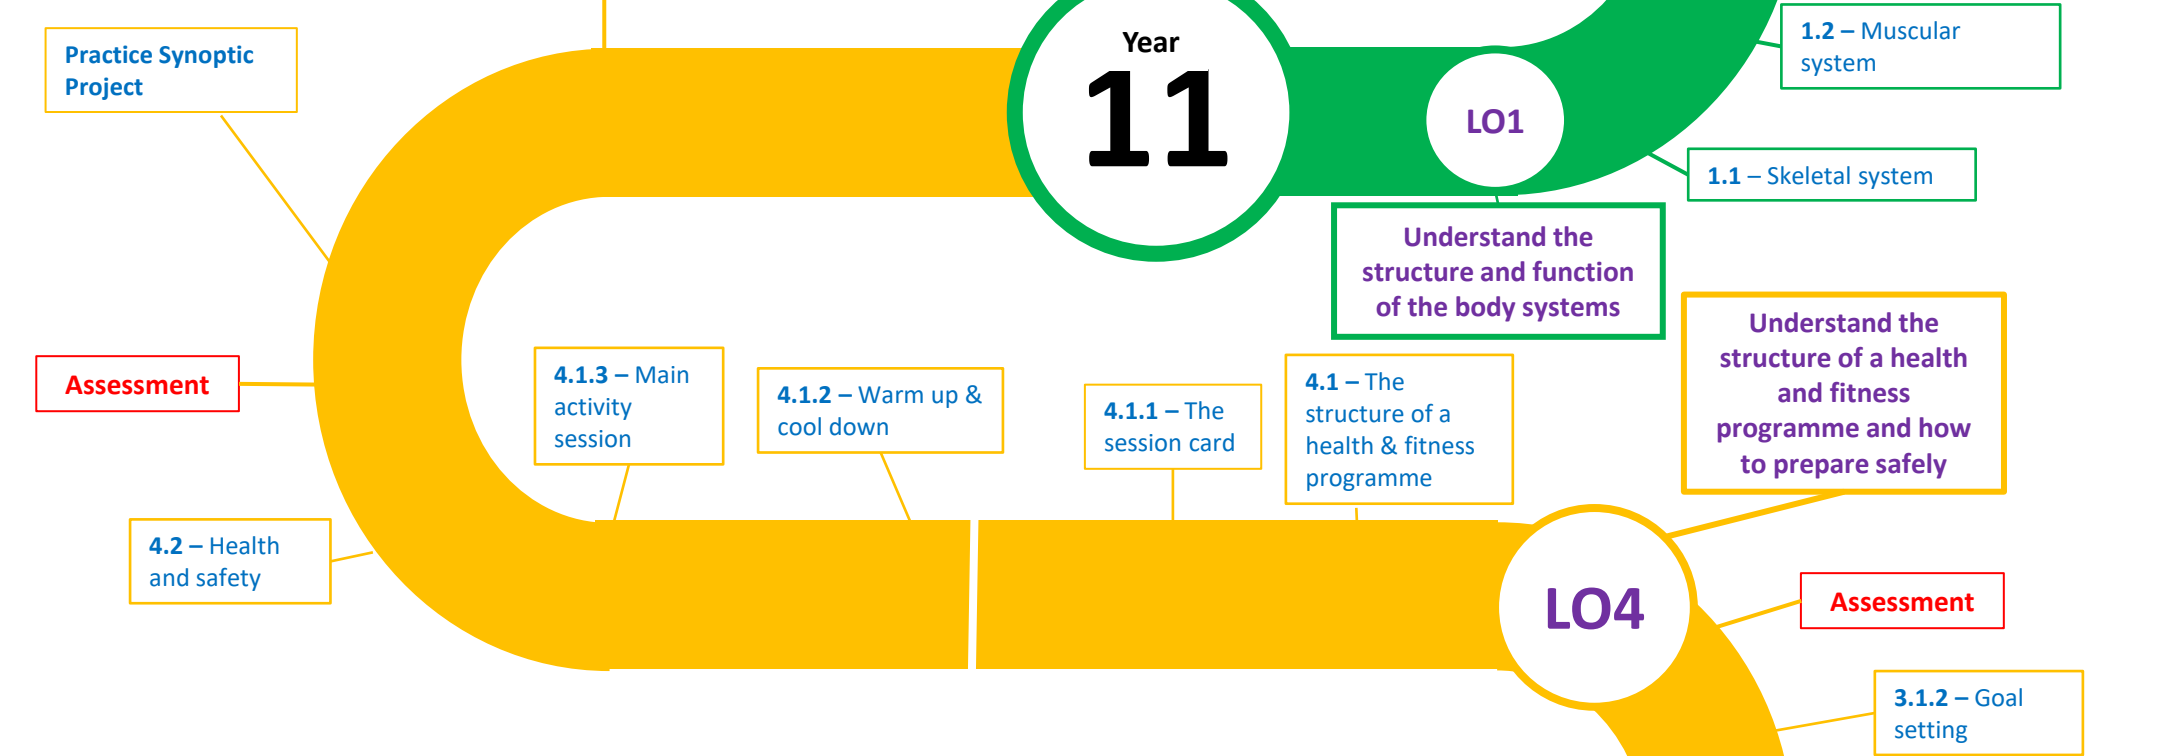 Practice Synoptic
Project
Year
11
LO1
1.2 – Muscular
system
1.1 – Skeletal system
Understand the
structure and function
of the body systems
Understand the
structure of a health
and fitness
programme and how
to prepare safely
Assessment
4.1.3 – Main
activity
session
4.1.2 – Warm up &
cool down
4.1.1 – The
session card
4.1 – The
structure of a
health & fitness
programme
4.2 – Health
and safety
LO4
Assessment
3.1.2 – Goal
setting